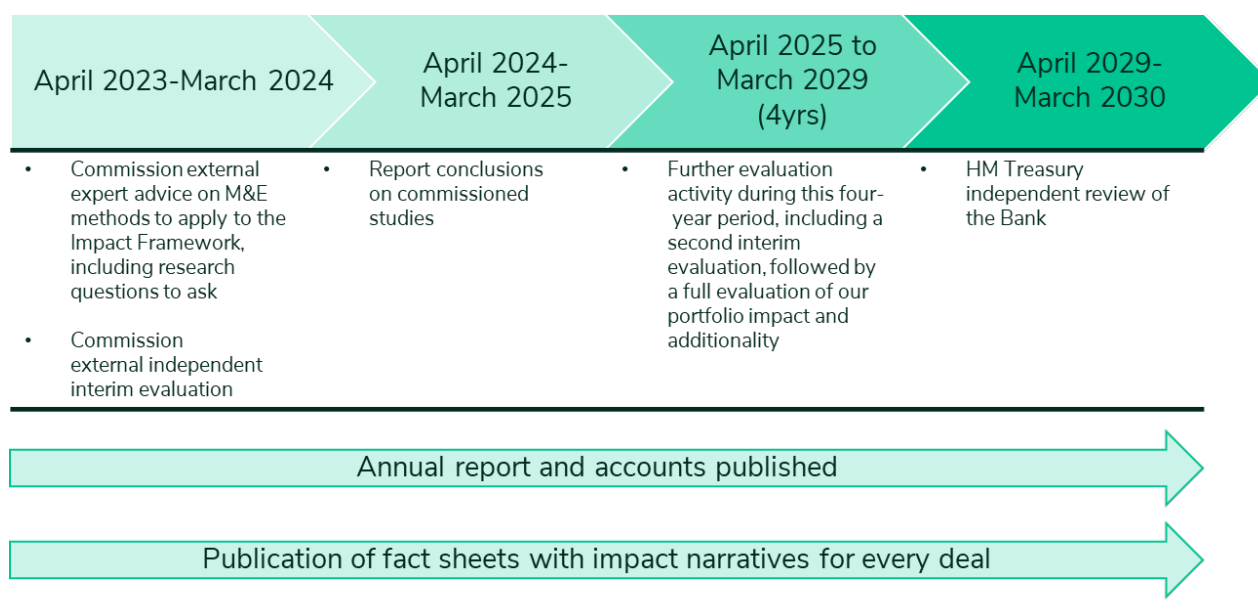 April 2023-March 2024
April 2024-
March 2025
April 2025 to
March 2029
(4yrs)
April 2029-
March 2030
• Commission external
expert advice on M&E
methods to apply to the
Impact Framework,
including research
questions to ask
• Commission
external independent
interim evaluation
• Report conclusions
on commissioned
studies
• Further evaluation
activity during this four-
year period, including a
second interim
evaluation, followed by
a full evaluation of our
portfolio impact and
additionality
• HM Treasury
independent review of
the Bank
Annual report and accounts published
Publication of fact sheets with impact narratives for every deal